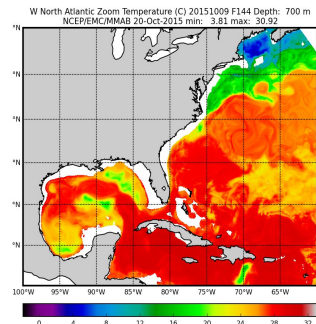 W North Atlantic Zoom Temperature (C) 20151009 F144 Depth: 700 m
NCEP/EMC/MMAB 20-Oct-2015 min: 3.81 max: 30.92
°N
°N
°N
°N
°N
°N
°N
100°W 95°W 90°W 85°W 80°W 75°W 70°W 65°W
0 4 8 12 16 20 24 28 32